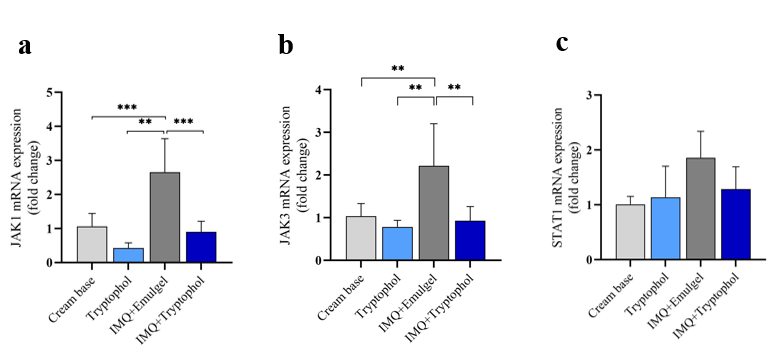 a
JAK1 mRNA expression
(fold change)
5
4
3
2
1
0
***
**
***
Cream base
Tryptophol
IMQ+Emulgel
IMQ+Tryptophol
b
JAK3 mRNA expression
(fold change)
4
3
2
1
0
**
**
**
Cream base
Tryptophol
IMQ+Emulgel
IMQ+Tryptophol
c
STAT1 mRNA expression
(fold change)
3
2
1
0
Cream base
Tryptophol
IMQ+Emulgel
IMQ+Tryptophol